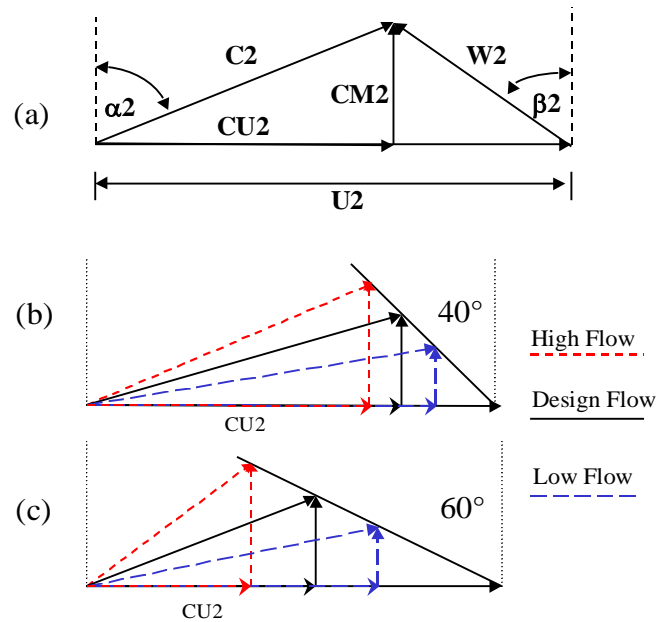 (a)
C2
W2
α2
CU2
CM2
β2
U2
(b)
40°
CU2
(c)
60°
CU2
High Flow
Design Flow
Low Flow